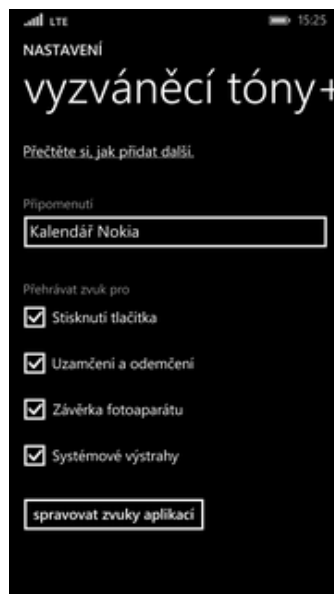 LTE 15:25
NASTAVENÍ
vyzváněcí tóny+
Přečtěte si, jak přidat další.
Připomenutí
Kalendář Nokia
Přehrávat zvuk pro
Stisknutí tlačítka
Uzamčení a odemčení
Závěrka fotoaparátu
Systémové výstrahy
spravovat zvuky aplikací